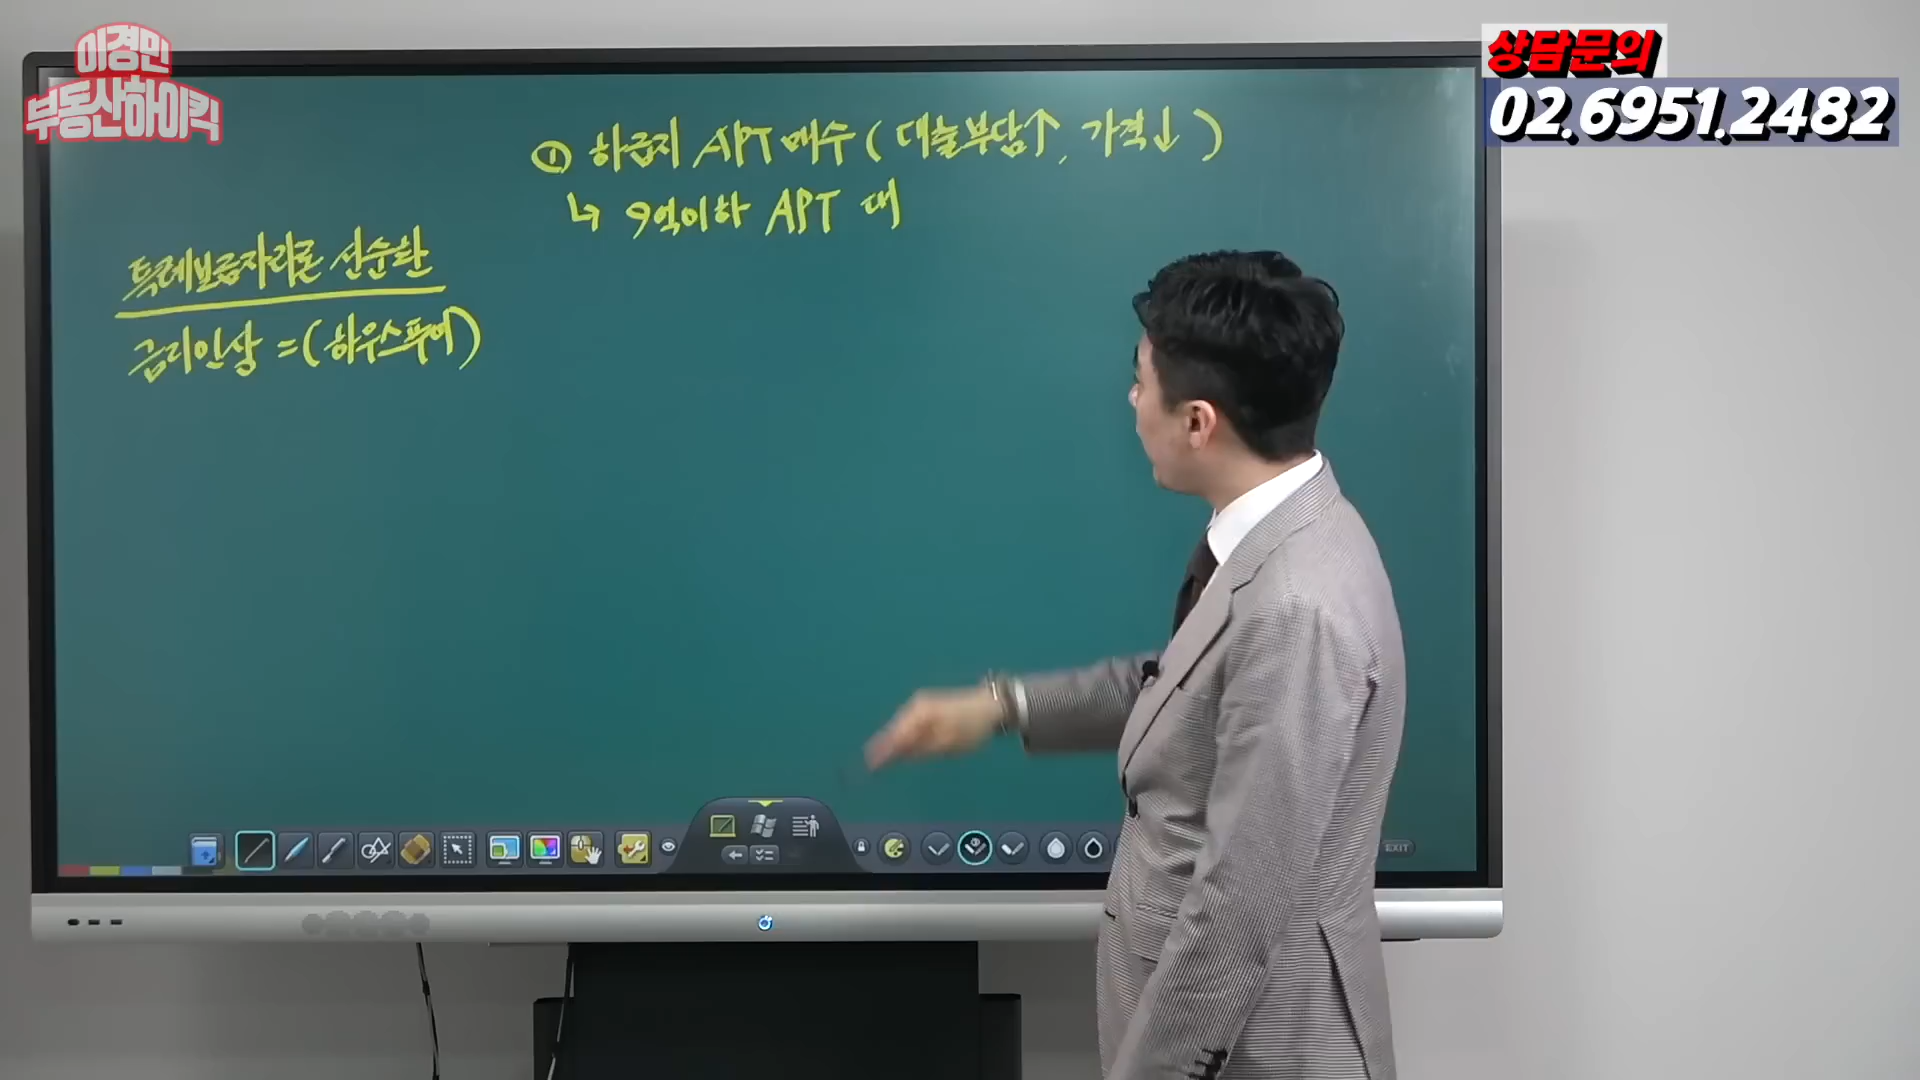 이경민
부동산하이킥
상담문의
02.6951.2482
① 하급지 APT 매수 ( 대출부담↑, 가격↓ )
↳ 9억이하 APT 대
특례보금자리론 선순환
금리인상 = (하우스푸어)
EXIT